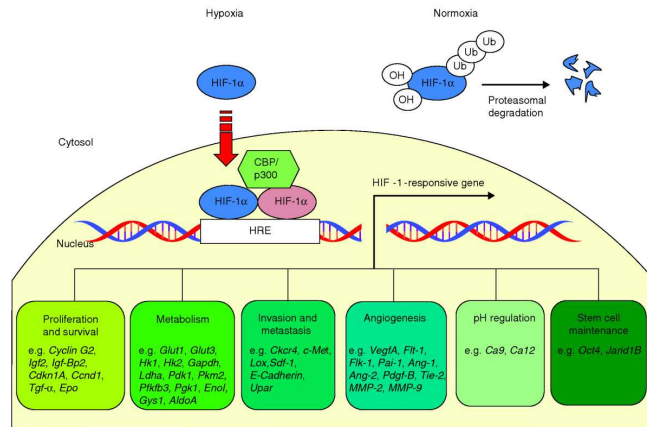 Hypoxia
Normoxia
Ub
Ub
Ub
OH
OH
HIF-1α
HIF-1α
Proteasomal
degradation
Cytosol
CBP/
p300
HIF-1α
HIF-1α
HIF -1-responsive gene
HRE
Nucleus
Proliferation
and survival
e.g. Cyclin G2,
Igf2, Igf-Bp2,
Cdkn1A, Ccnd1,
Tgf-α, Epo
Metabolism
e.g. Glut1, Glut3,
Hk1, Hk2, Gapdh,
Ldha, Pdk1, Pkm2,
Pfkfb3, Pgk1, Enol,
Gys1, AldoA
Invasion and
metastasis
e.g. Ckcr4, c-Met,
Lox,Sdf-1,
E-Cadherin,
Upar
Angiogenesis
e.g. VegfA, Flt-1,
Flk-1, Pai-1, Ang-1,
Ang-2, Pdgf-B, Tie-2,
MMP-2, MMP-9
pH regulation
e.g. Ca9, Ca12
Stem cell
maintenance
e.g. Oct4, Jarid1B